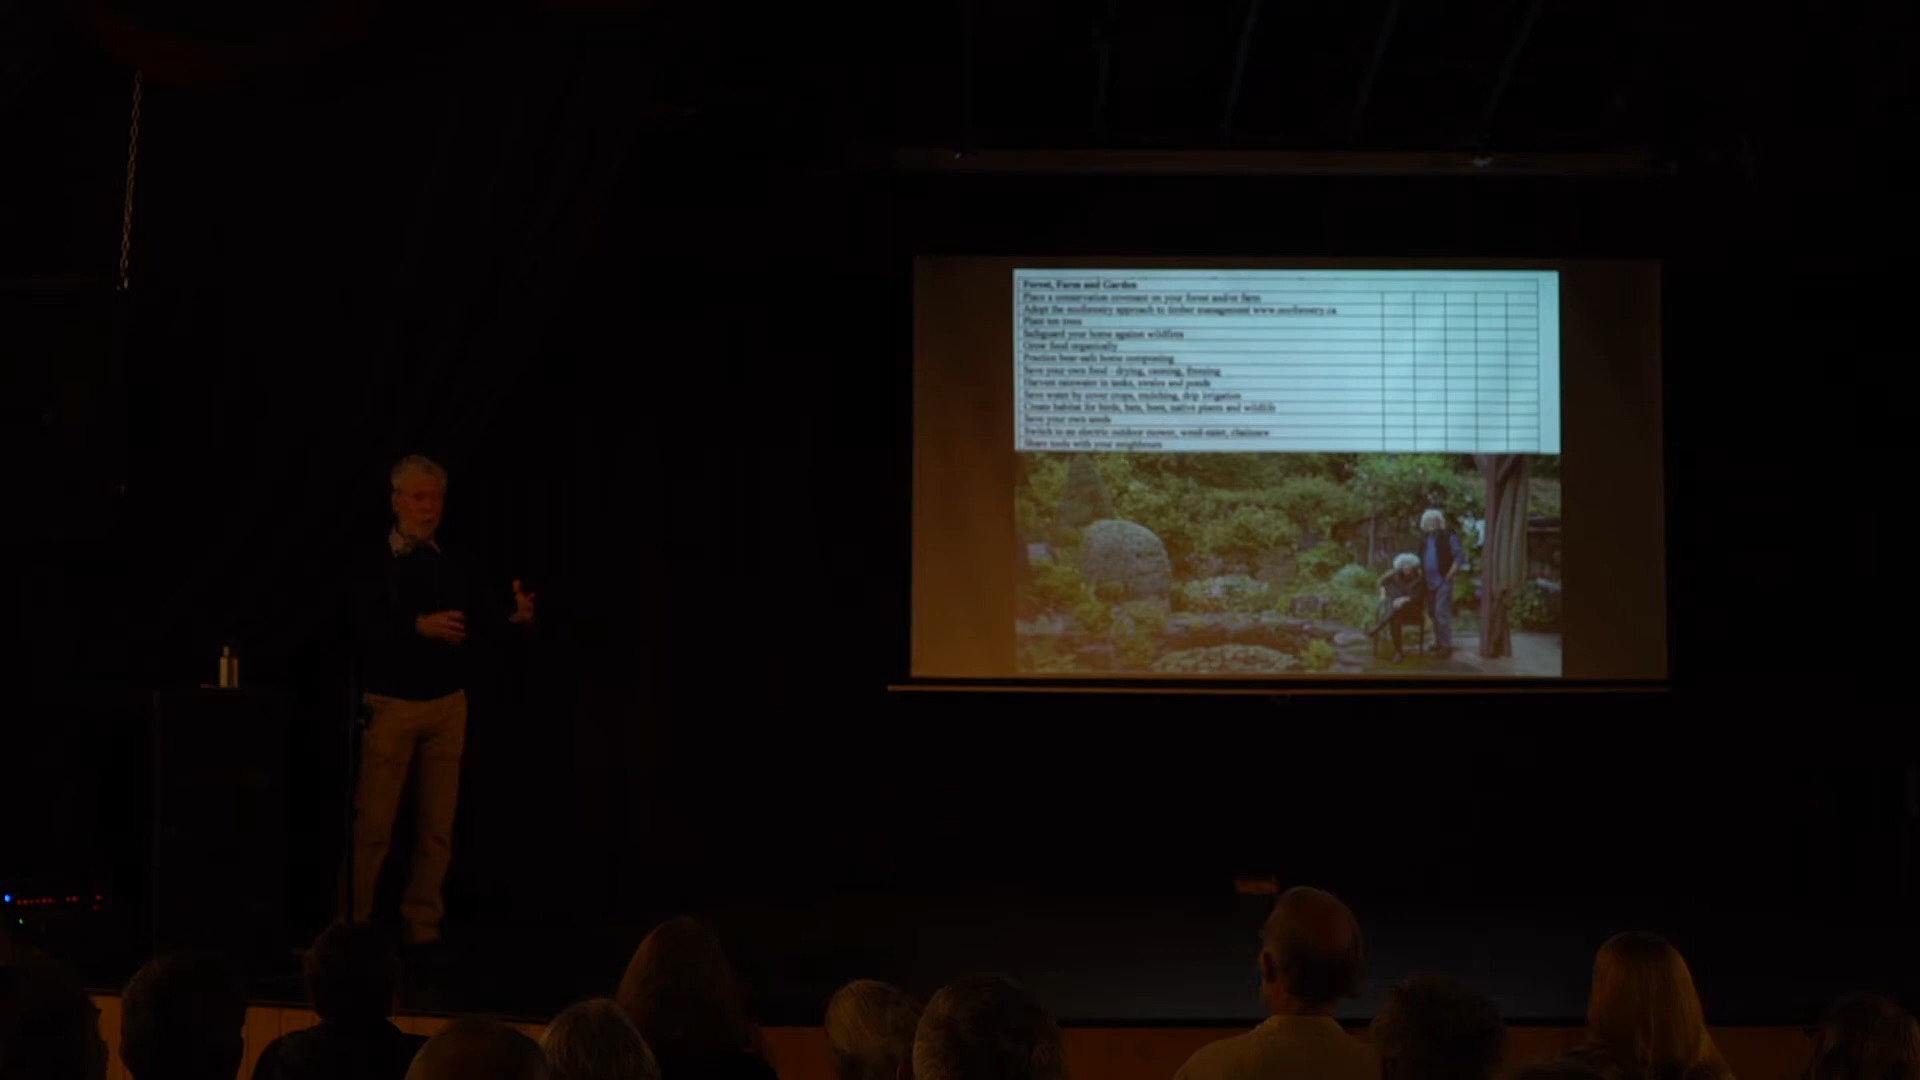 Forest, Farm and Garden
Place a conservation covenant on your forest and/or farm
Adopt the ecoforestry approach to timber management www.ecoforestry.ca
Plant ten trees
Safeguard your home against wildfires
Grow food organically
Practice bear-safe home composting
Save your own food - drying, canning, freezing
Harvest rainwater in tanks, swales and ponds
Save water by cover crops, mulching, drip irrigation
Create habitat for birds, bats, bees, native plants and wildlife
Save your own seeds
Switch to an electric outdoor mower, weed-eater, chainsaw
Share tools with your neighbours